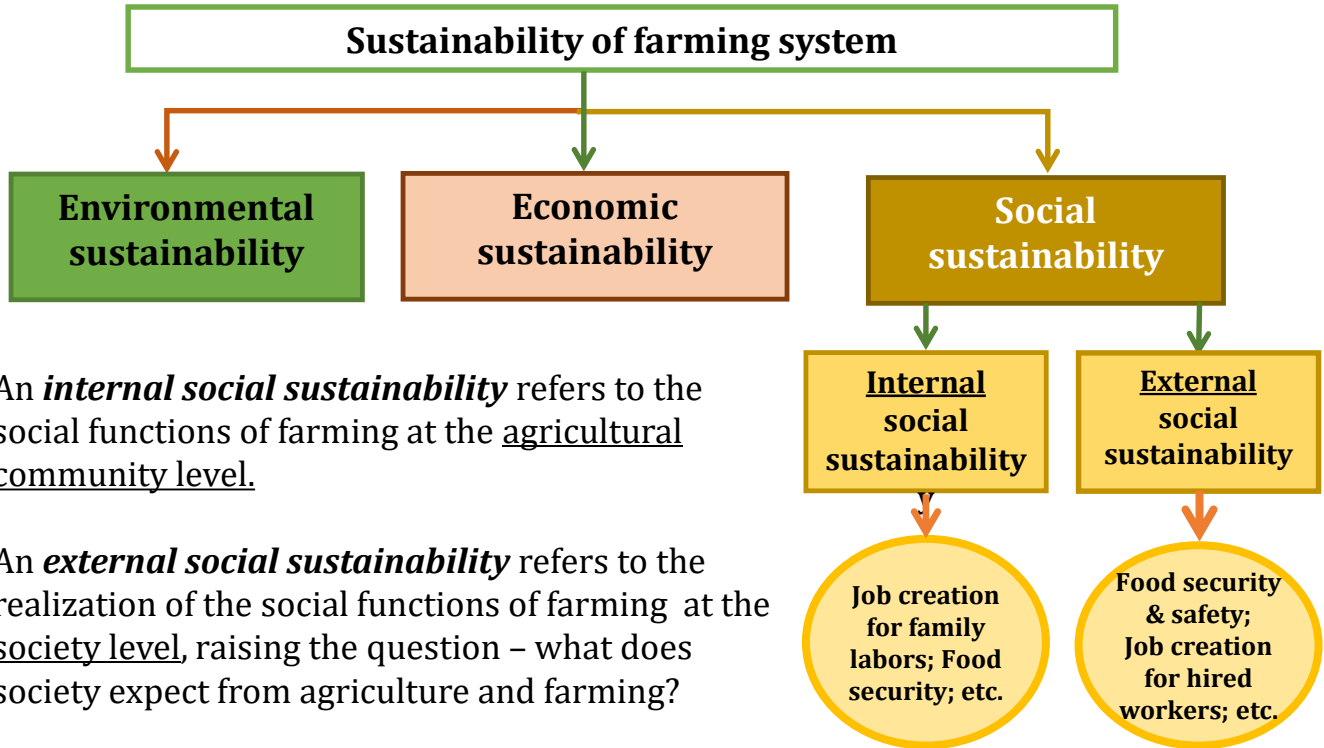 Sustainability of farming system
Environmental
sustainability
Economic
sustainability
Social
sustainability
An internal social sustainability refers to the
social functions of farming at the agricultural
community level.
An external social sustainability refers to the
realization of the social functions of farming at the
society level, raising the question – what does
society expect from agriculture and farming?
Internal
social
sustainability
y
External
social
sustainability
Job creation
for family
labors; Food
security; etc.
Food security
& safety;
Job creation
for hired
workers; etc.